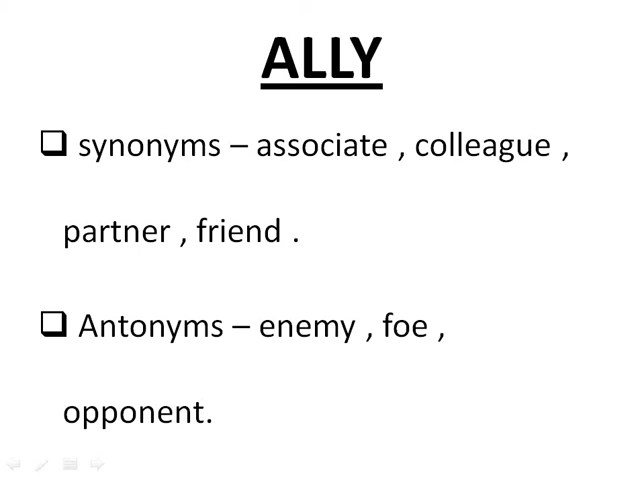 ALLY
❑ synonyms – associate , colleague ,
partner , friend .
❑ Antonyms – enemy , foe ,
opponent.